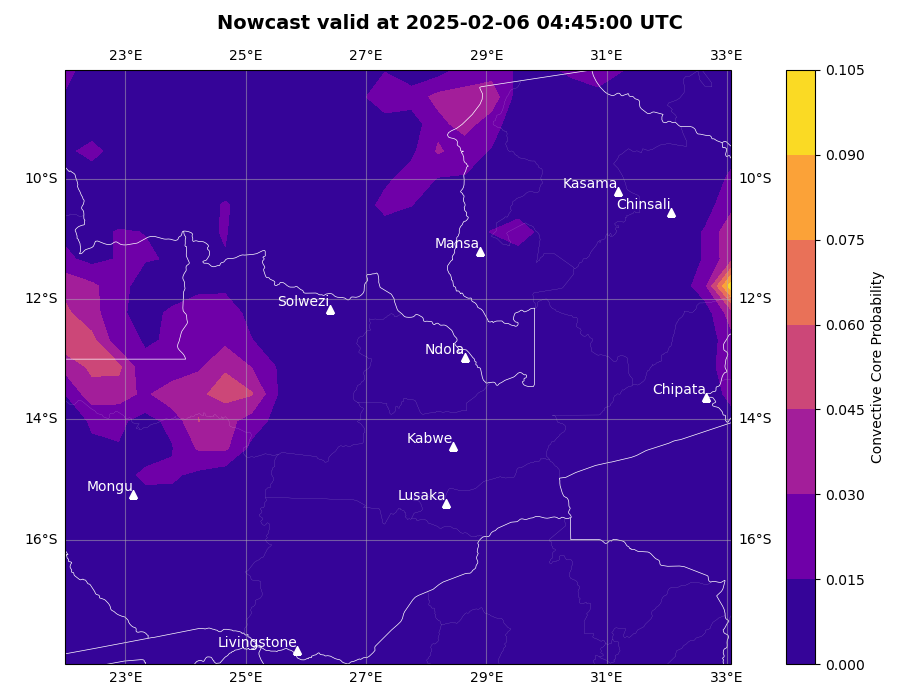 Nowcast valid at 2025-02-06 04:45:00 UTC
23°E 25°E 27°E 29°E 31°E 33°E
0.105
0.090
10°S Kasama 10°S
Chinsali
0.075
Mansa
12°S 12°S
Solwezi
0.060
Ndola
Chipata
0.045
14°S 14°S
Kabwe
Mongu
Lusaka
0.030
16°S 16°S
0.015
Livingstone
0.000
23°E 25°E 27°E 29°E 31°E 33°E
Convective Core Probability